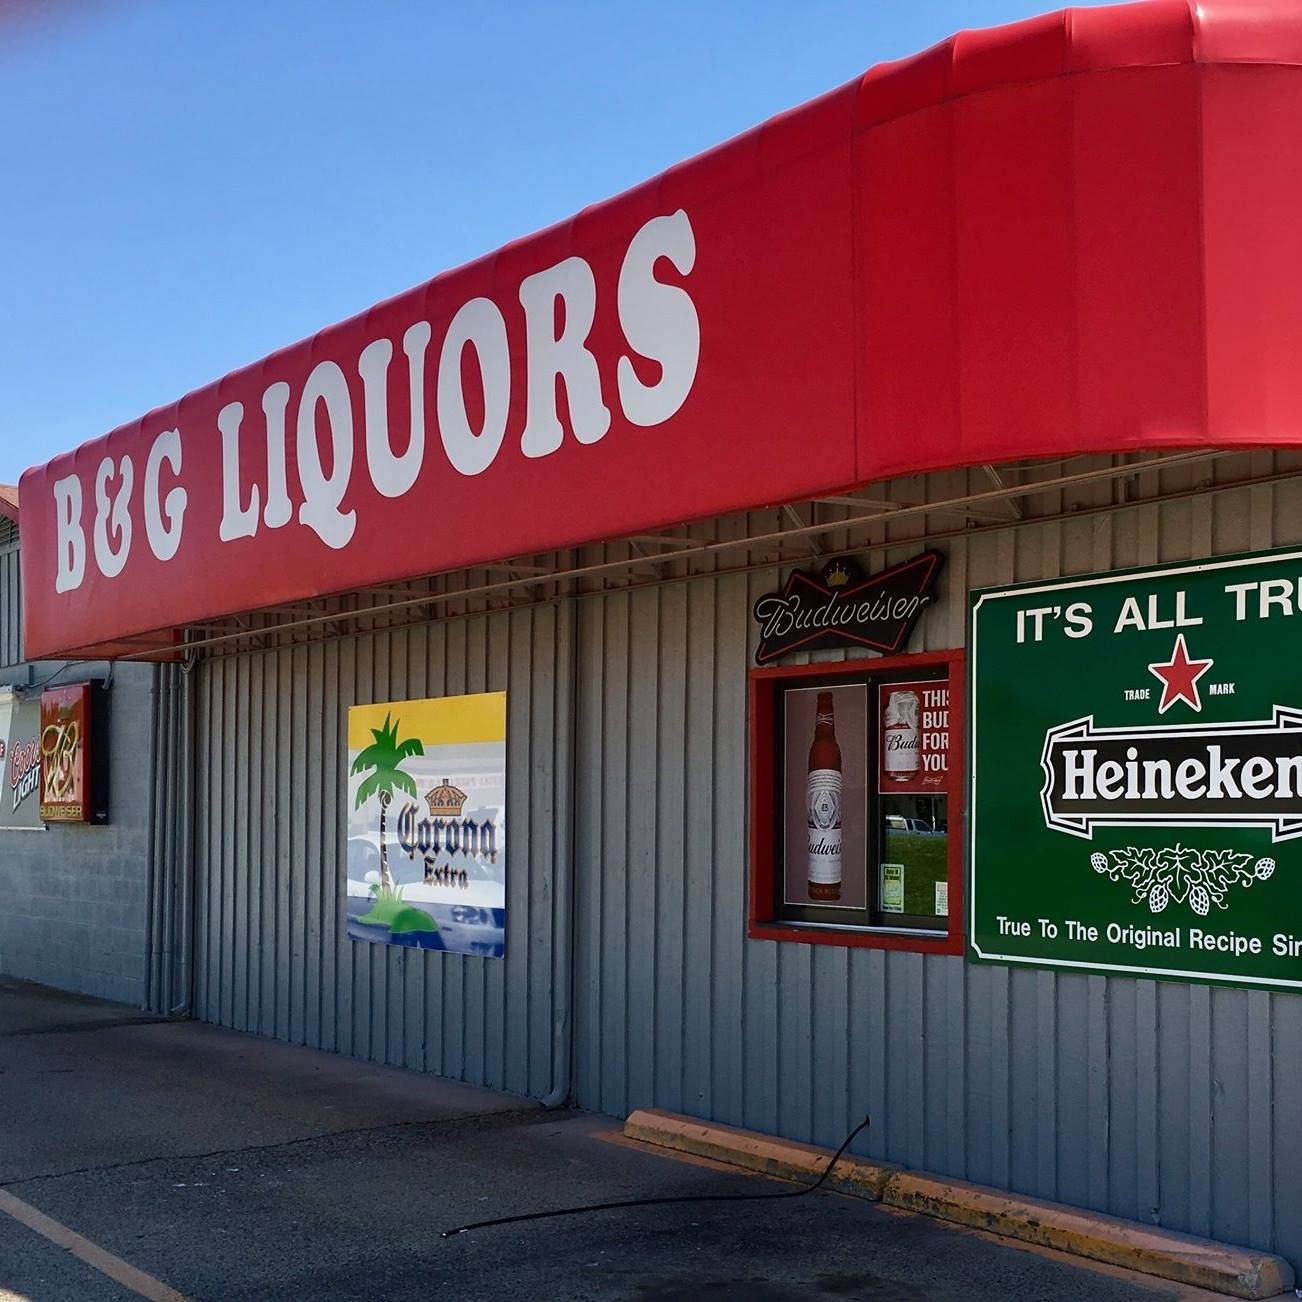 B&G LIQUORS
Budweiser
IT'S ALL TRU
TRADE MARK
Heineken
True To The Original Recipe Sin
THIS
BUD
FOR
YOU
Budweis
Corona
Extra
Coors
LIGHT
BUDWEISER